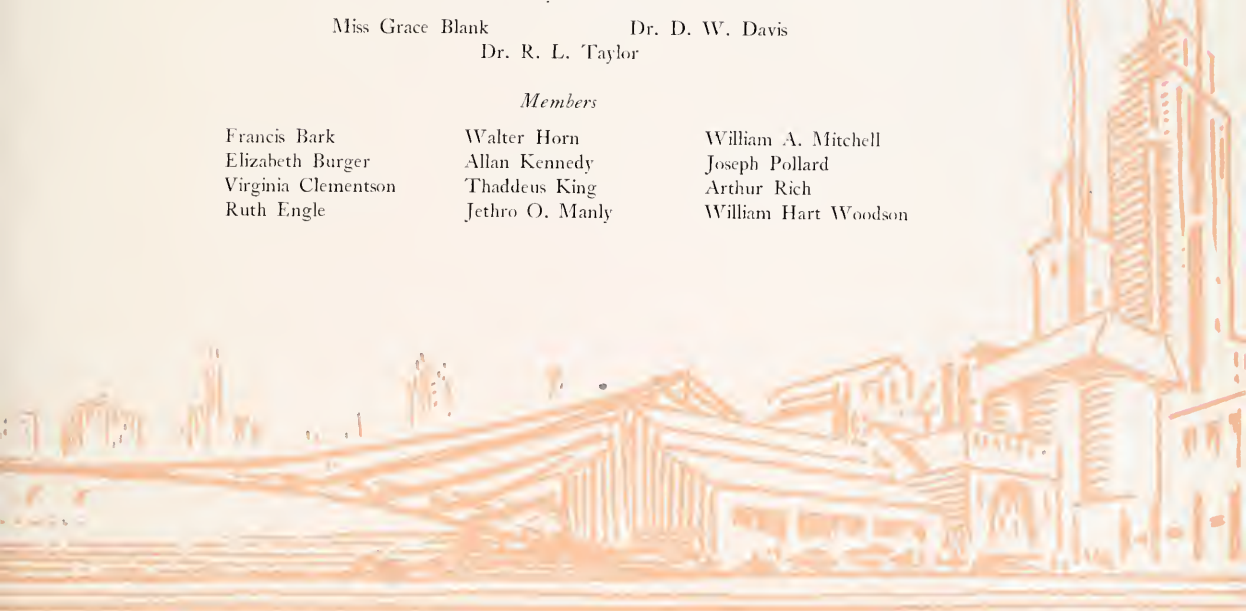 Miss Grace Blank Dr. D. W. Davis
Dr. R. L. Taylor
Members
Francis Bark Walter Horn William A. Mitchell
Elizabeth Burger Allan Kennedy Joseph Pollard
Virginia Clementson Thaddeus King Arthur Rich
Ruth Engle Jethro O. Manly William Hart Woodson